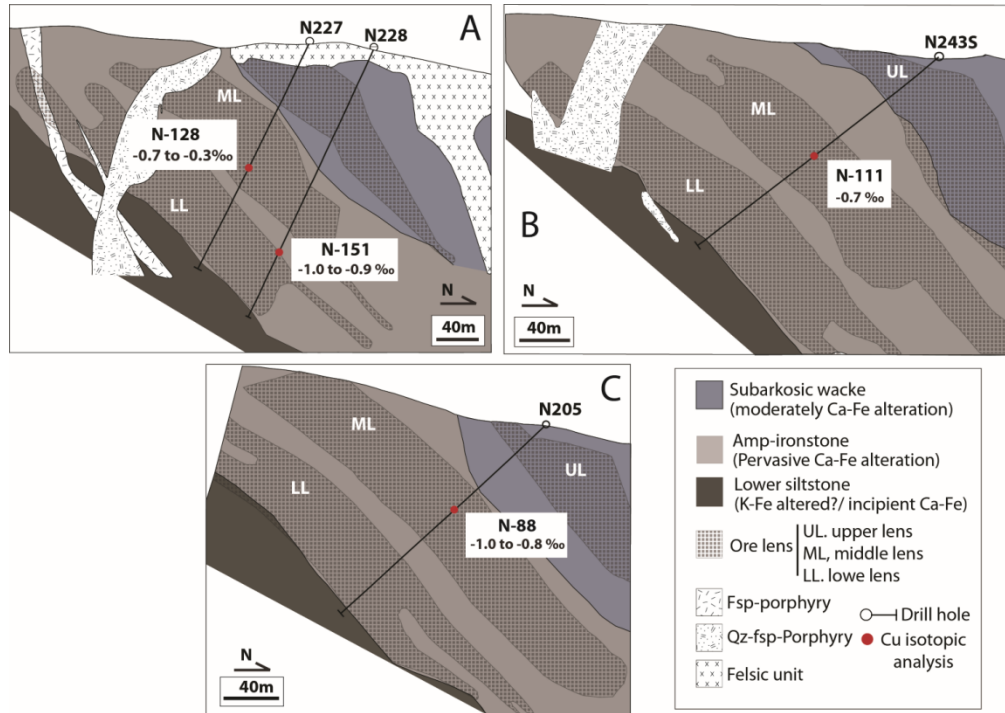 A
N227
N228
ML
N-128
-0.7 to -0.3‰
LL
N-151
-1.0 to -0.9 ‰
N
40m
B
N243S
UL
ML
N-111
-0.7 ‰
LL
N
40m
C
N205
ML
UL
LL
N-88
-1.0 to -0.8 ‰
N
40m
Subarkosic wacke
(moderately Ca-Fe alteration)
Amp-ironstone
(Pervasive Ca-Fe alteration)
Lower siltstone
(K-Fe altered?/ incipient Ca-Fe)
Ore lens
UL. upper lens
ML, middle lens
LL. lowe lens
Fsp-porphyry
Qz-fsp-Porphyry
Felsic unit
Drill hole
Cu isotopic
analysis